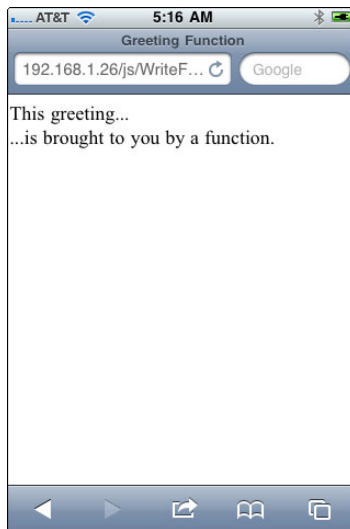 AT&T 5:16 AM
Greeting Function
192.168.1.26/js/WriteF... Google
This greeting...
...is brought to you by a function.